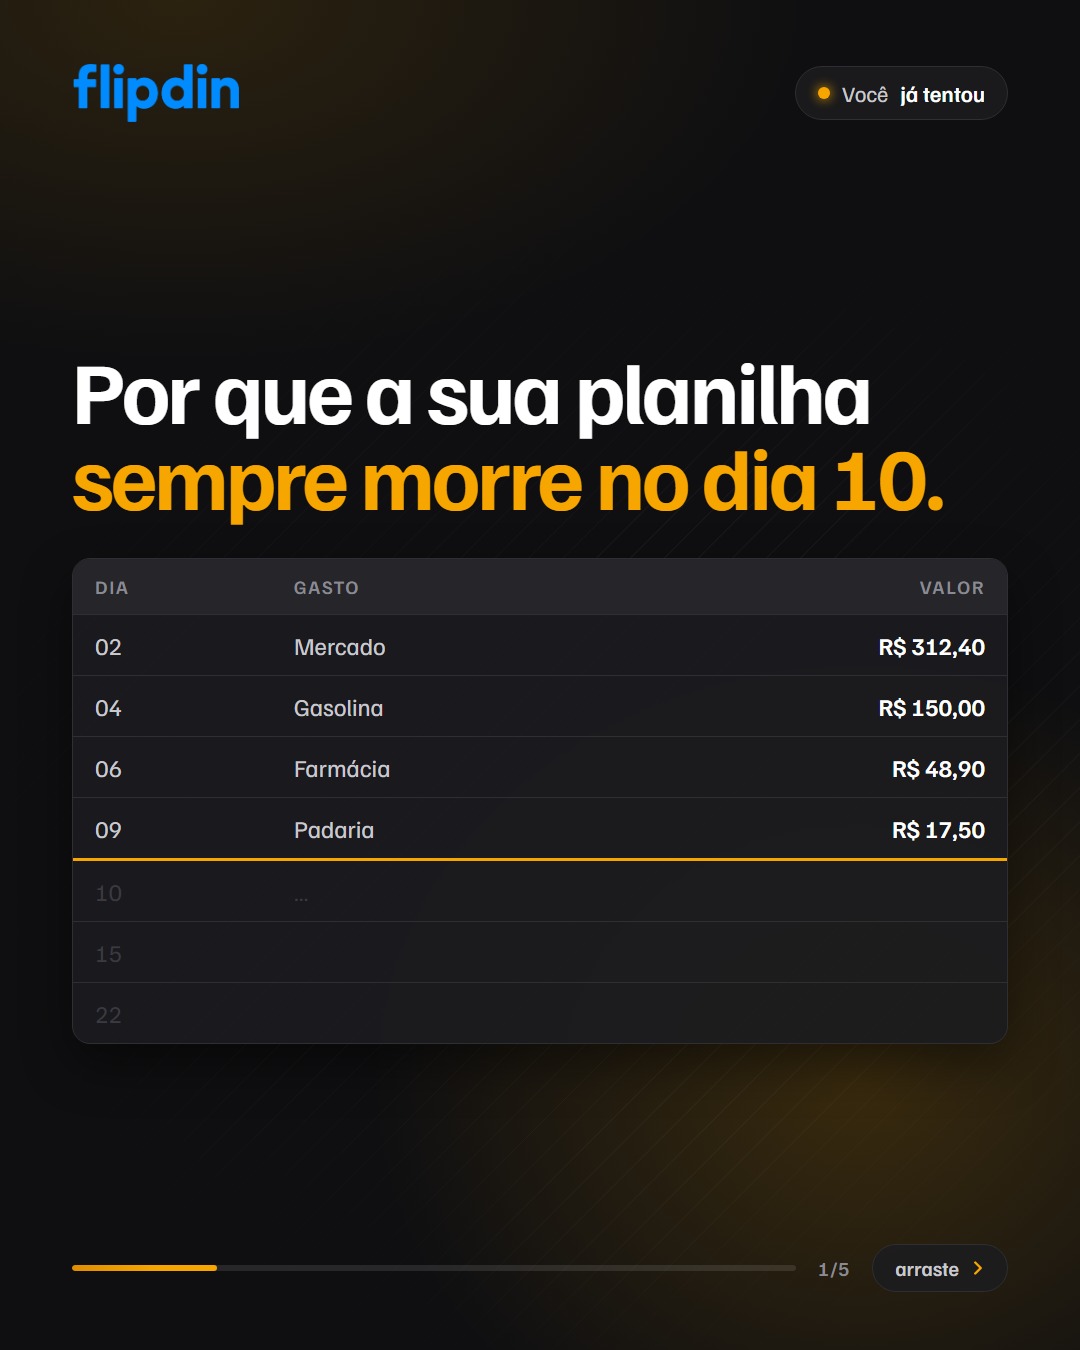 flipdin
Você já tentou
Por que a sua planilha
sempre morre no dia 10.
DIA GASTO VALOR
02 Mercado R$ 312,40
04 Gasolina R$ 150,00
06 Farmácia R$ 48,90
09 Padaria R$ 17,50
10 ...
15
22
1/5 arraste